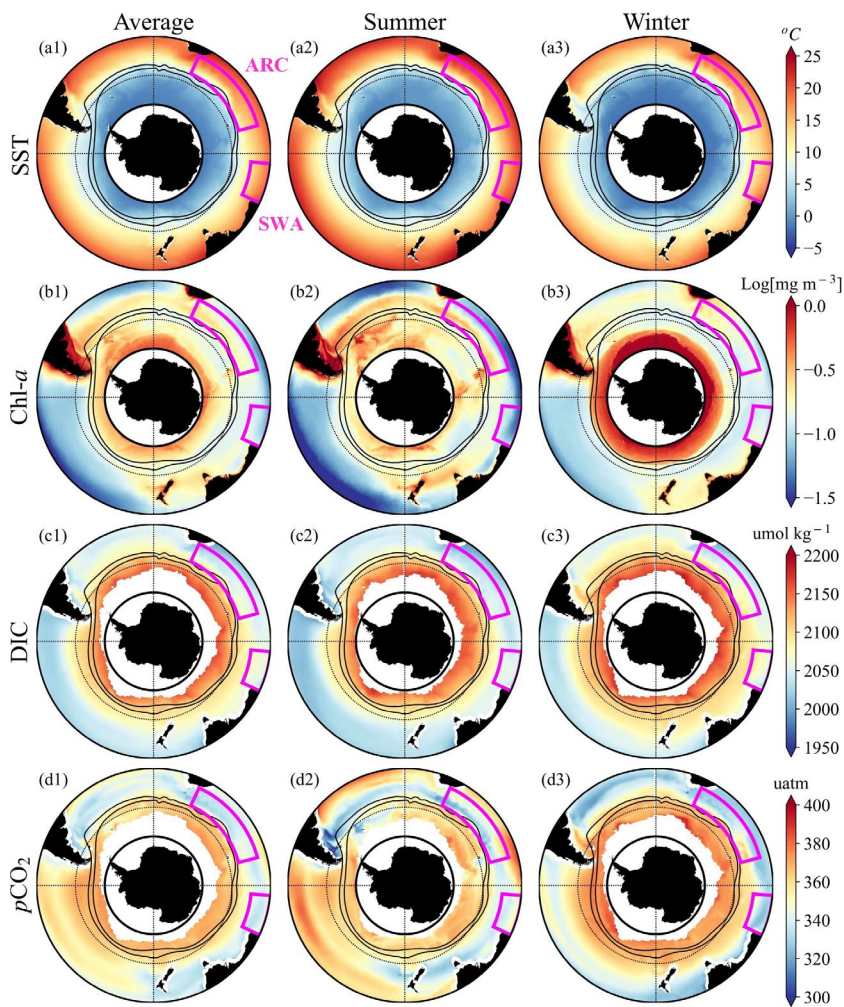 Average Summer Winter
SST
(a1) (a2) (a3)
ARC
SWA
°C
25
20
15
10
5
0
−5
Chl-a
(b1) (b2) (b3)
Log[mg m⁻³]
0.0
−0.5
−1.0
−1.5
DIC
(c1) (c2) (c3)
umol kg⁻¹
2200
2150
2100
2050
2000
1950
pCO₂
(d1) (d2) (d3)
uatm
400
380
360
340
320
300